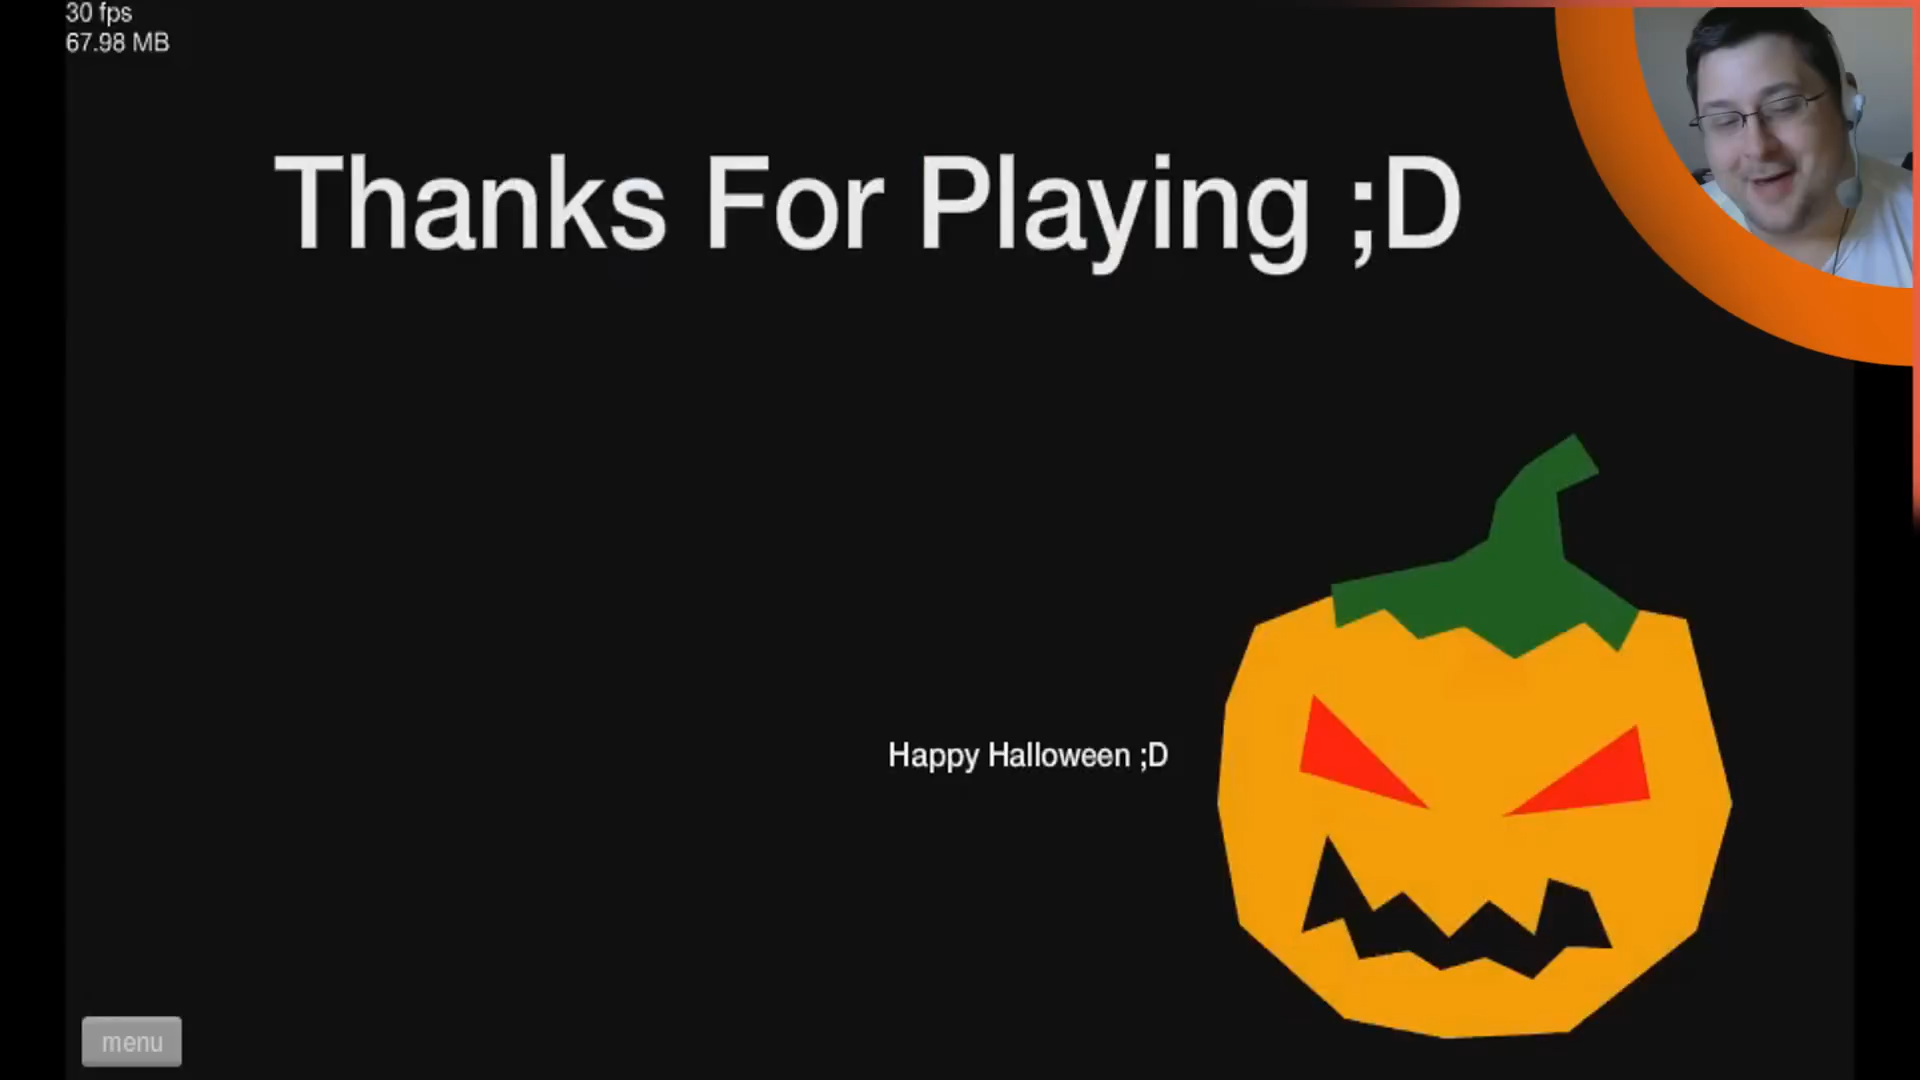 30 fps
67.98 MB
Thanks For Playing ;D
Happy Halloween ;D
menu